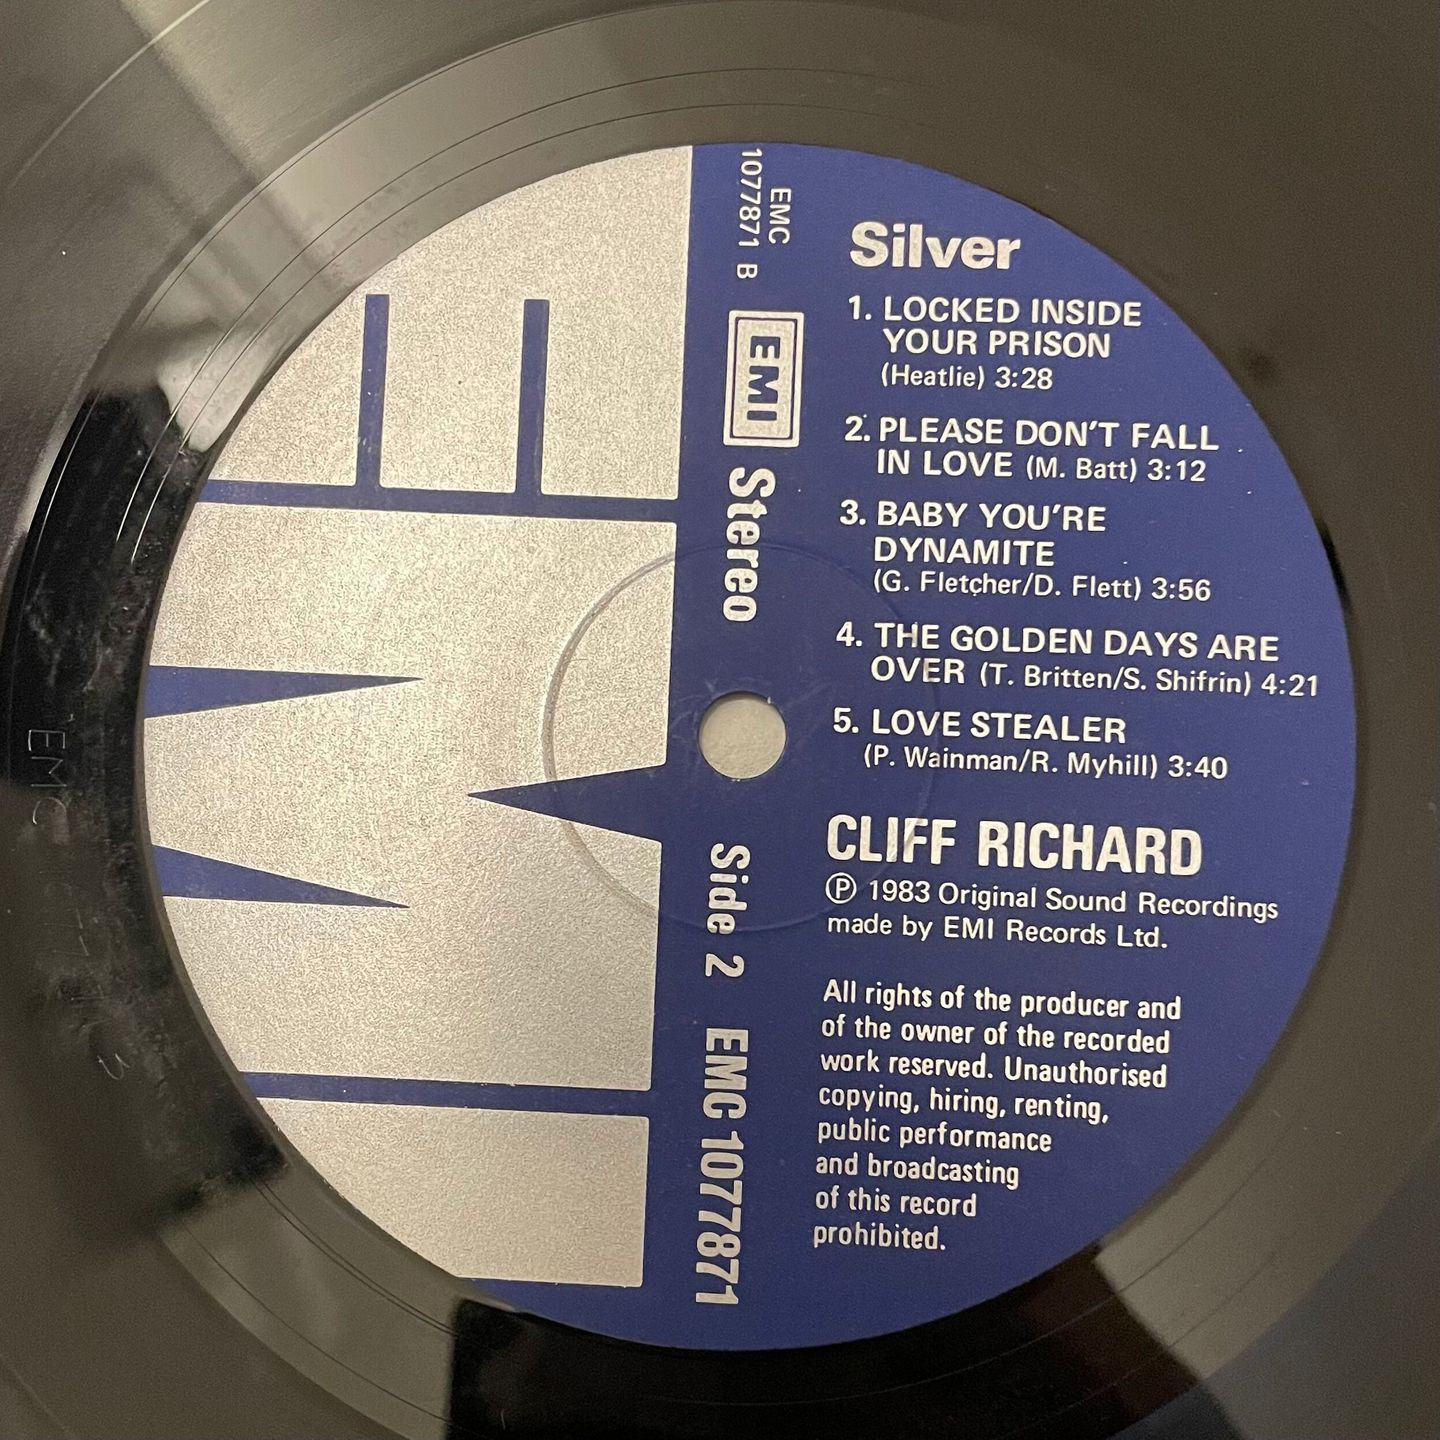 EMC
1077871 B
EMI
Stereo
Side 2
EMC 1077871
Silver
1. LOCKED INSIDE
YOUR PRISON
(Heatlie) 3:28
2. PLEASE DON'T FALL
IN LOVE (M. Batt) 3:12
3. BABY YOU'RE
DYNAMITE
(G. Fletcher/D. Flett) 3:56
4. THE GOLDEN DAYS ARE
OVER (T. Britten/S. Shifrin) 4:21
5. LOVE STEALER
(P. Wainman/R. Myhill) 3:40
CLIFF RICHARD
Ⓟ 1983 Original Sound Recordings
made by EMI Records Ltd.
All rights of the producer and
of the owner of the recorded
work reserved. Unauthorised
copying, hiring, renting,
public performance
and broadcasting
of this record
prohibited.
EMC